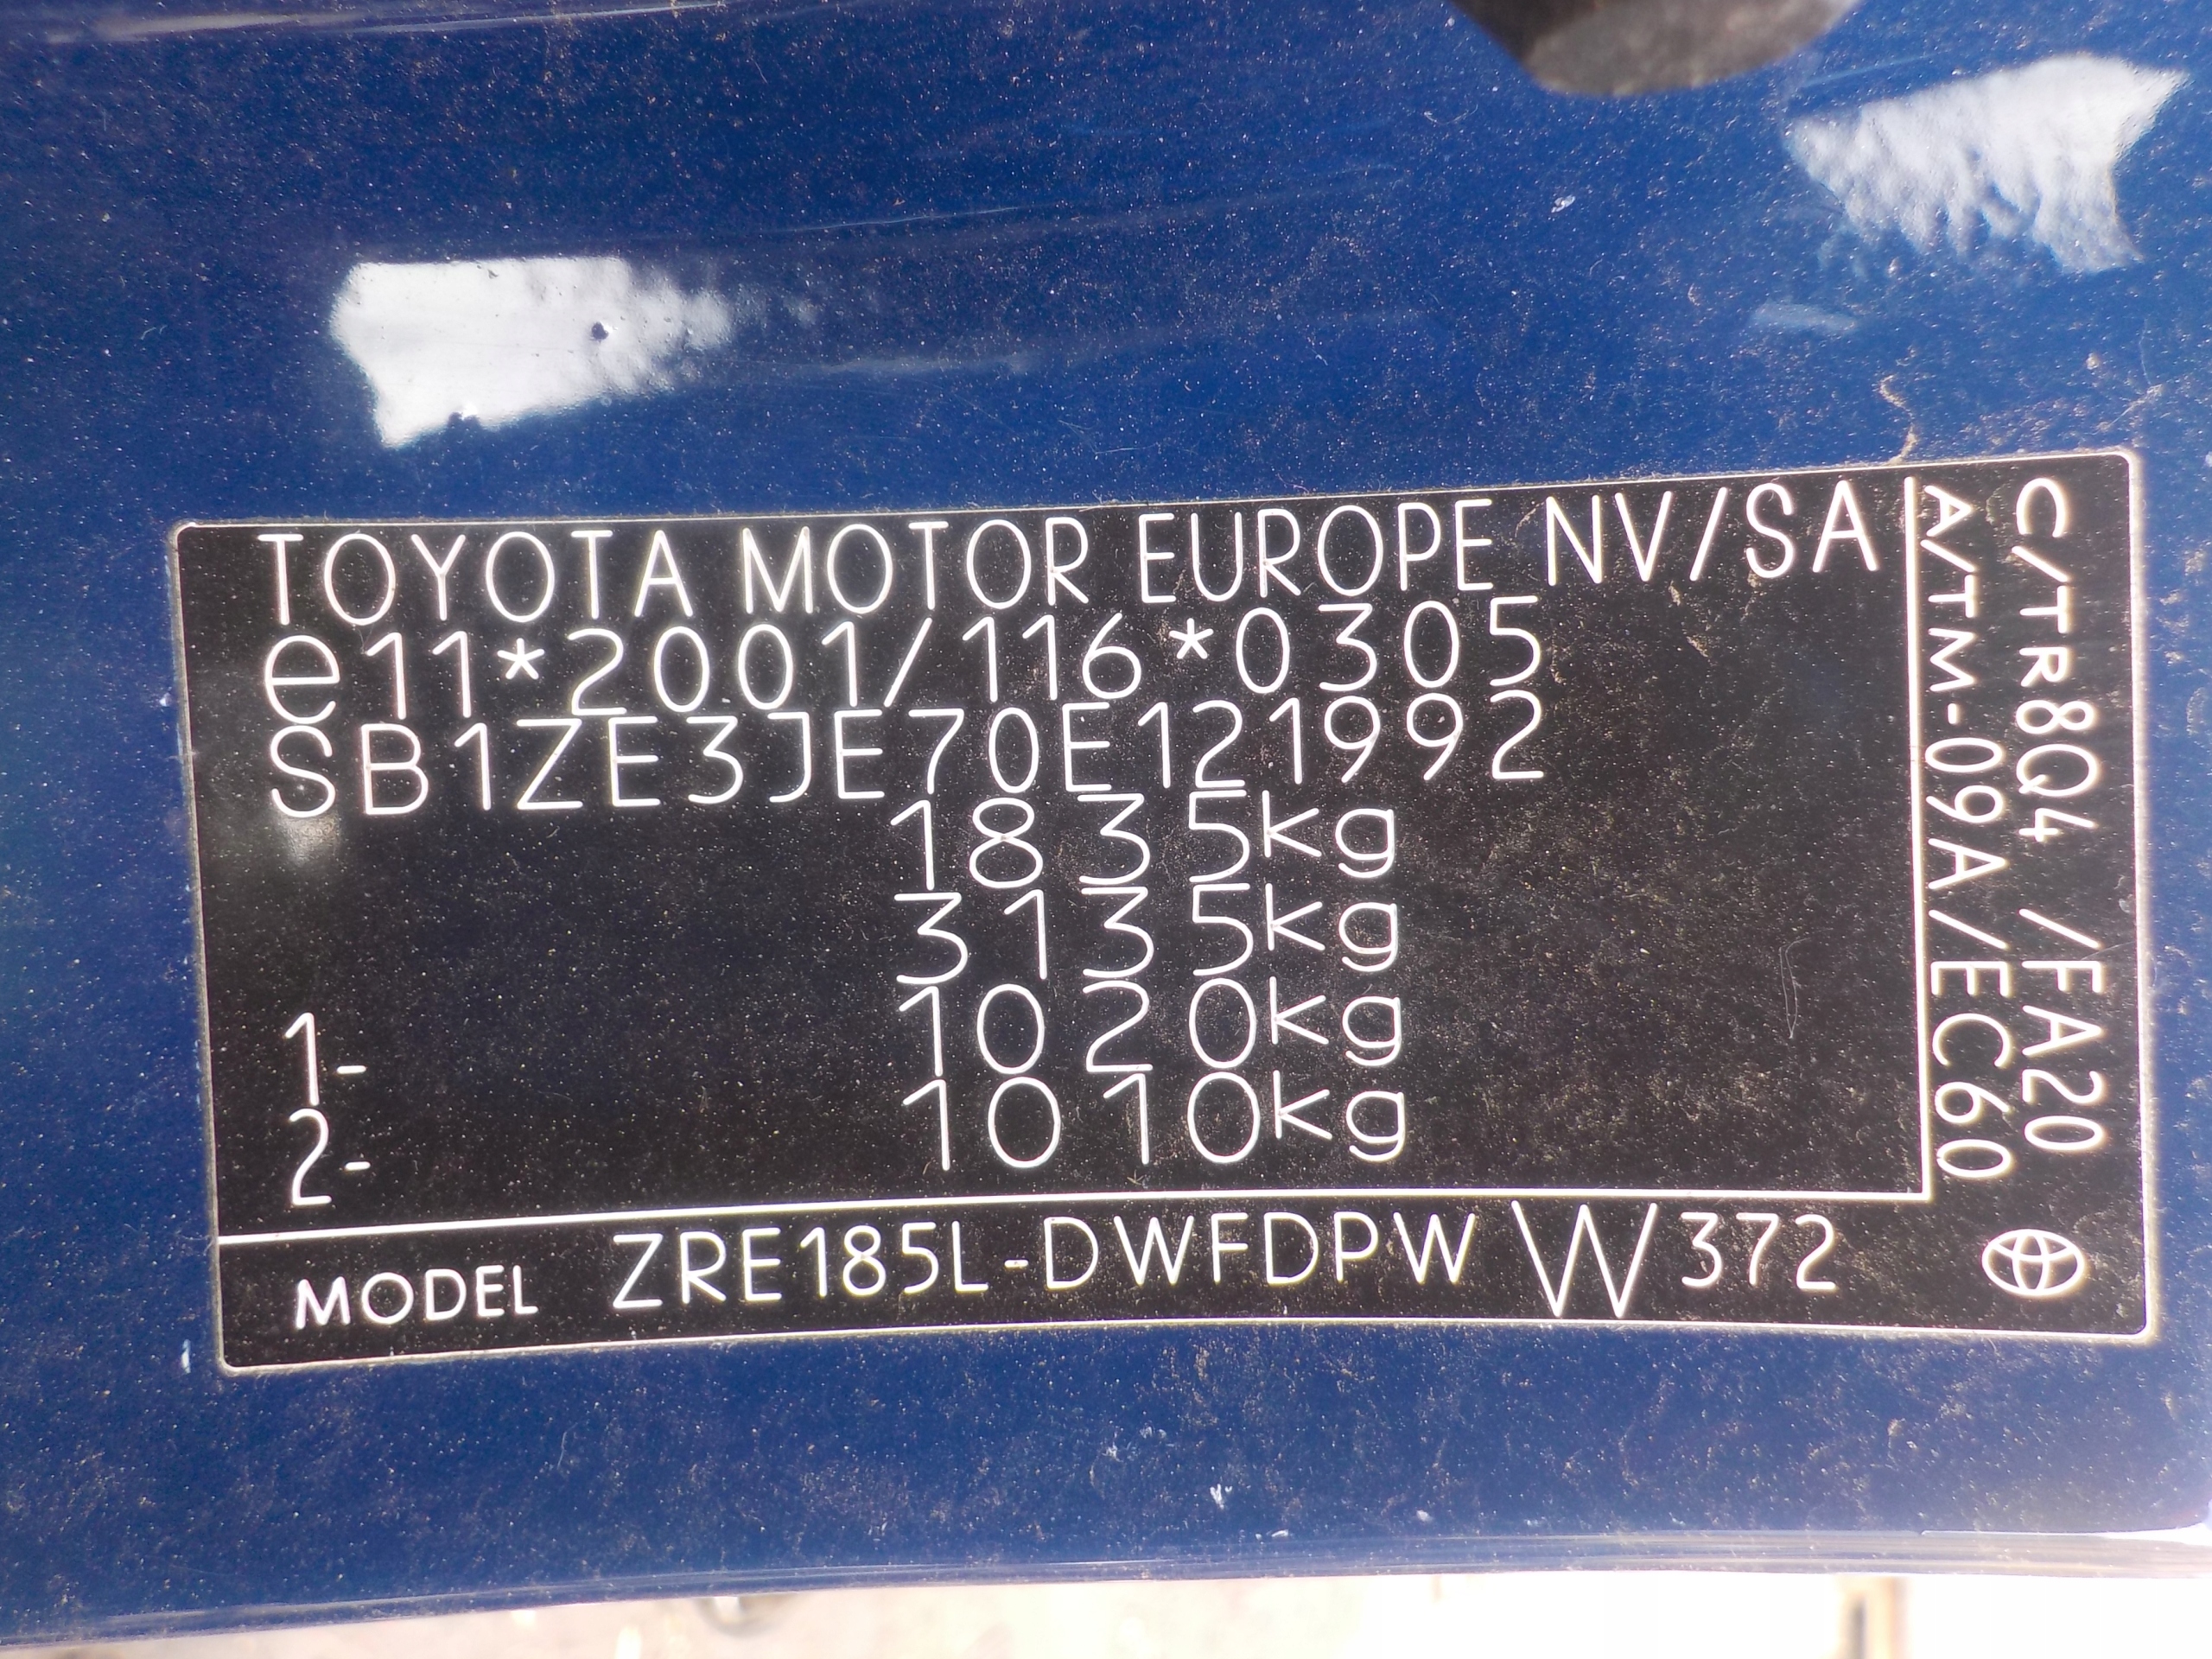 TOYOTA MOTOR EUROPE NV/SA
e11*2001/116*0305
SB1ZE3JE70E121992
1835kg
3135kg
1- 1020kg
2- 1010kg
MODEL ZRE185L-DWFDPW W372
C/TR8Q4 /FA20
A/TM-09A/EC60